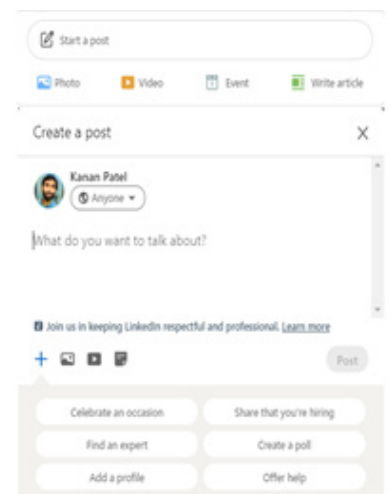 Start a post
Photo Video Event Write article
Create a post
Kanan Patel
Anyone
What do you want to talk about?
Join us in keeping LinkedIn respectful and professional. Learn more
Post
Celebrate an occasion Share that you're hiring
Find an expert Create a poll
Add a profile Offer help